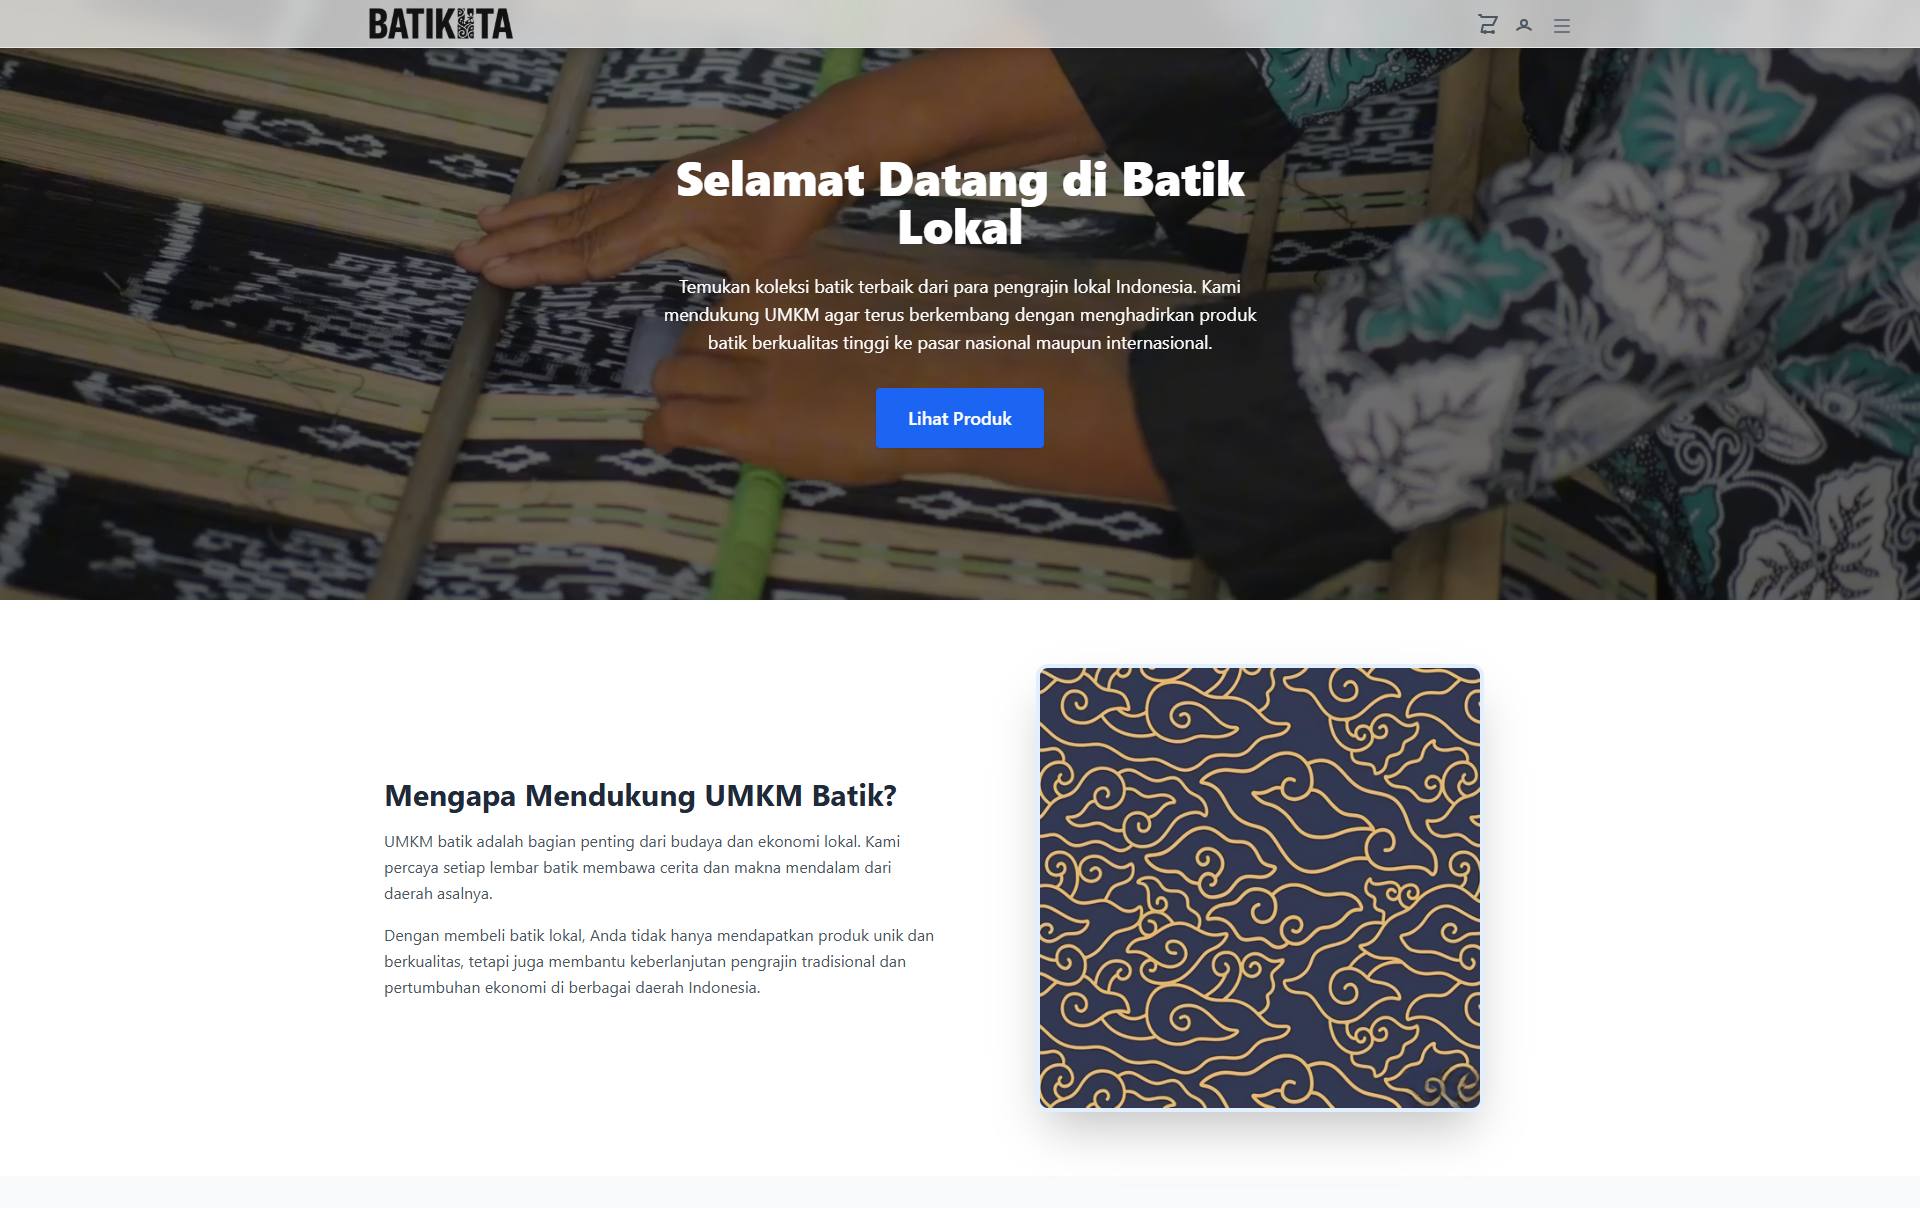 BATIKITA
Selamat Datang di Batik
Lokal
Temukan koleksi batik terbaik dari para pengrajin lokal Indonesia. Kami
mendukung UMKM agar terus berkembang dengan menghadirkan produk
batik berkualitas tinggi ke pasar nasional maupun internasional.
Lihat Produk
Mengapa Mendukung UMKM Batik?
UMKM batik adalah bagian penting dari budaya dan ekonomi lokal. Kami
percaya setiap lembar batik membawa cerita dan makna mendalam dari
daerah asalnya.
Dengan membeli batik lokal, Anda tidak hanya mendapatkan produk unik dan
berkualitas, tetapi juga membantu keberlanjutan pengrajin tradisional dan
pertumbuhan ekonomi di berbagai daerah Indonesia.